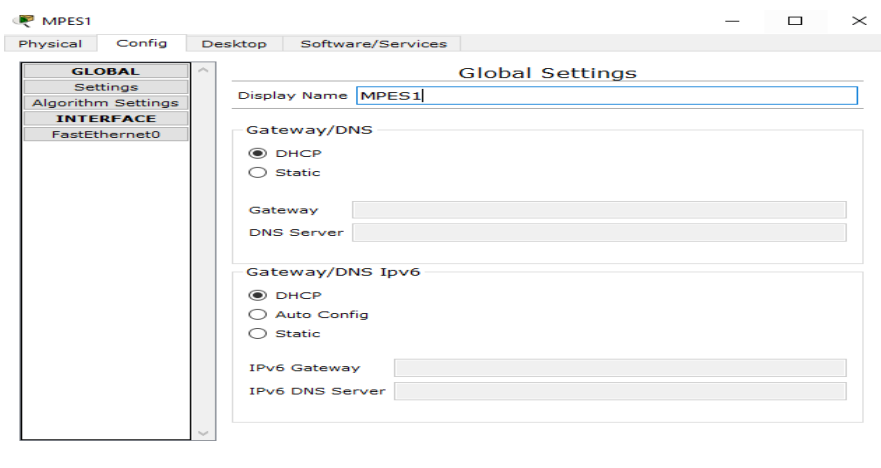 MPES1
Physical Config Desktop Software/Services
GLOBAL
Settings
Algorithm Settings
INTERFACE
FastEthernet0
Global Settings
Display Name MPES1
Gateway/DNS
DHCP
Static
Gateway
DNS Server
Gateway/DNS Ipv6
DHCP
Auto Config
Static
IPv6 Gateway
IPv6 DNS Server